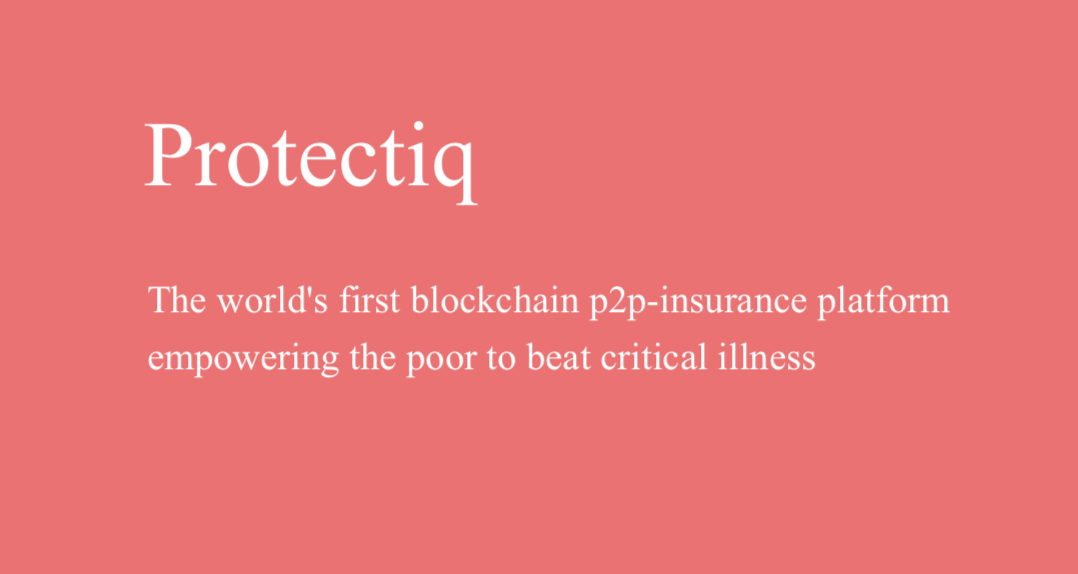 Protectiq
The world's first blockchain p2p-insurance platform
empowering the poor to beat critical illness